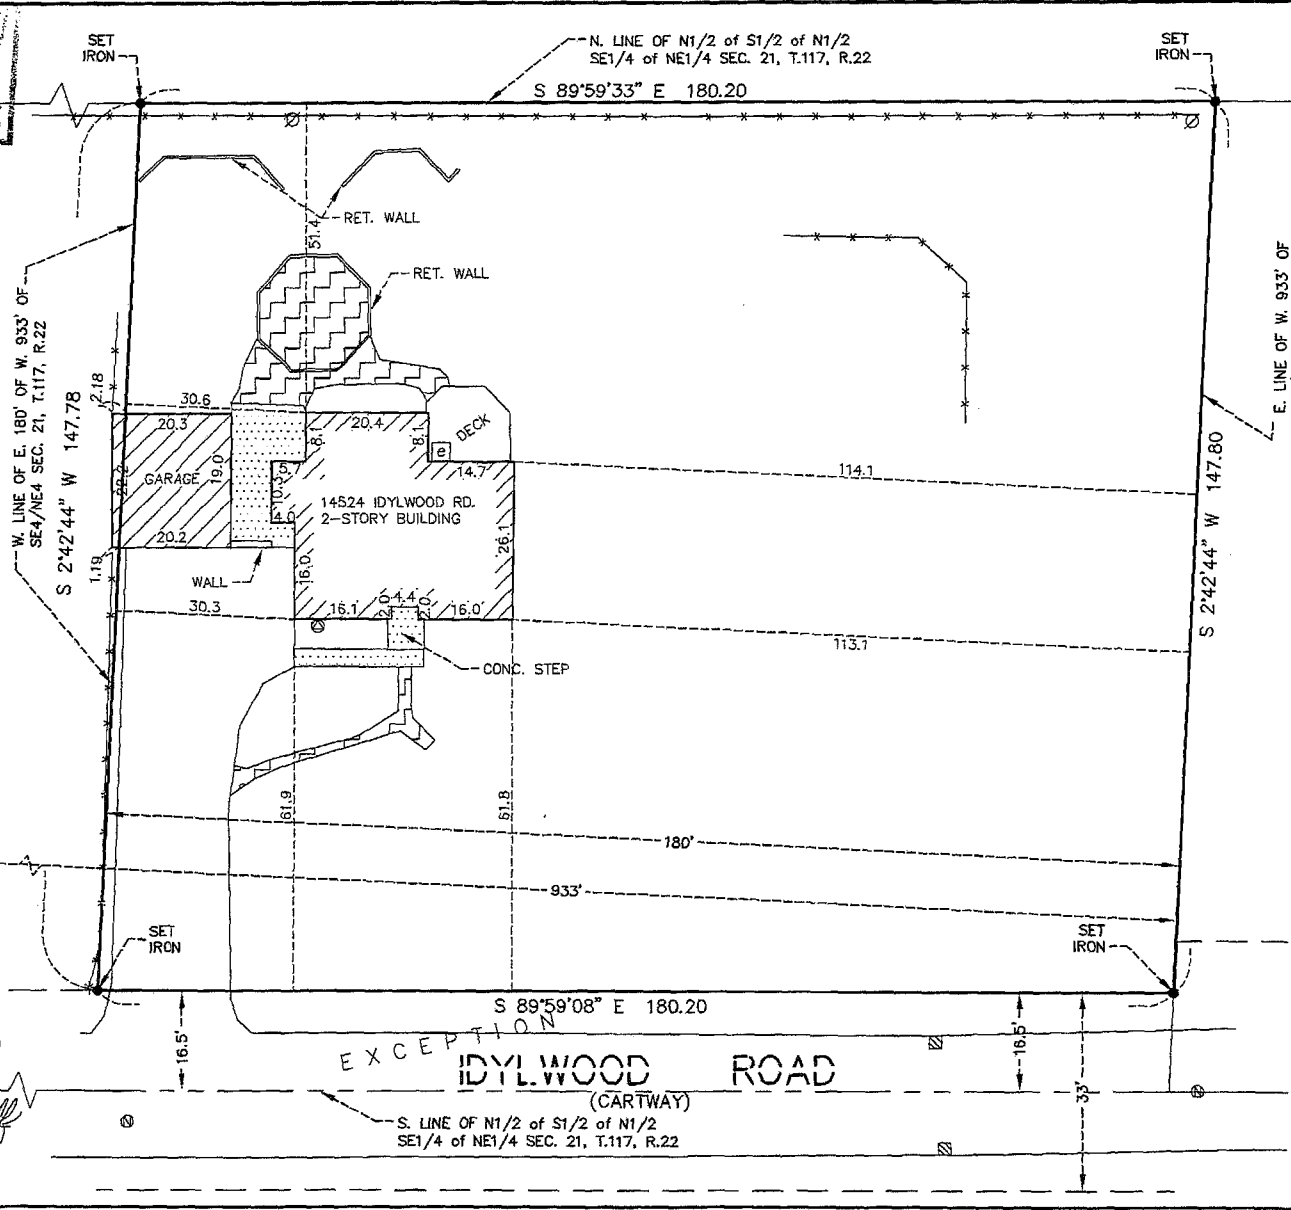 SET
IRON
N. LINE OF N1/2 of S1/2 of N1/2
SE1/4 of NE1/4 SEC. 21, T.117, R.22
SET
IRON
S 89°59'33" E 180.20
RET. WALL
51.4
RET. WALL
W. LINE OF E. 180' OF W. 933' OF
SE4/NE4 SEC. 21, T.117, R.22
S 2°42'44" W 147.78
E. LINE OF W. 933' OF
S 2°42'44" W 147.80
2.18
30.6
20.3
20.4
8.1
8.1
DECK
e
GARAGE
22.2
19.0
5.7
10.3
4.0
14.7
114.1
14524 IDYLWOOD RD.
2-STORY BUILDING
26.1
20.2
1.19
WALL
16.0
30.3
16.1
2.0
4.4
2.0
16.0
113.1
CONC. STEP
61.9
61.8
180'
933'
SET
IRON
SET
IRON
S 89°59'08" E 180.20
EXCEPTION
16.5'
16.5'
33'
IDYLWOOD ROAD
(CARTWAY)
S. LINE OF N1/2 of S1/2 of N1/2
SE1/4 of NE1/4 SEC. 21, T.117, R.22